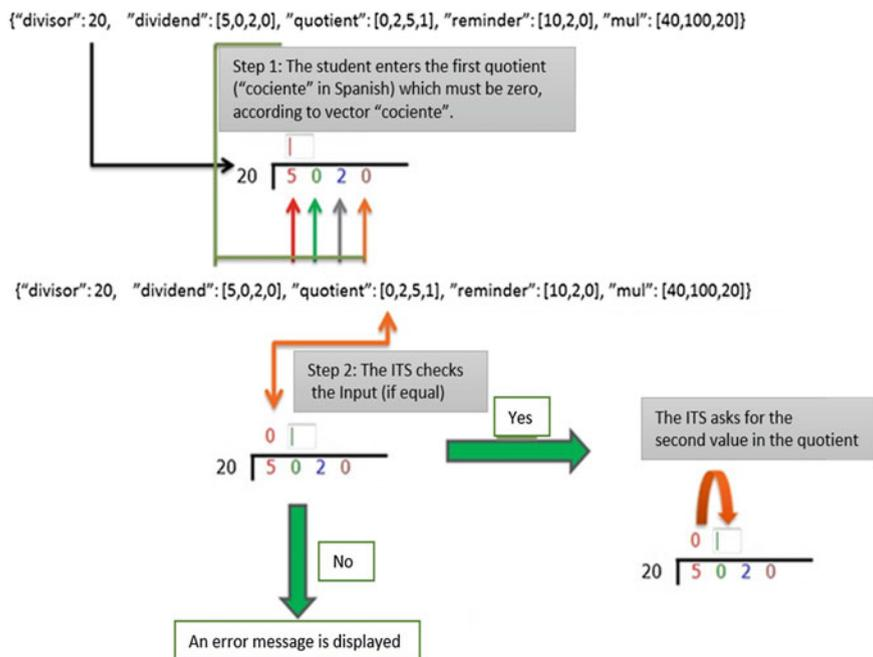 {“divisor”: 20, ”dividend”: [5,0,2,0], ”quotient”: [0,2,5,1], ”reminder”: [10,2,0], ”mul”: [40,100,20]}
Step 1: The student enters the first quotient
(“cociente” in Spanish) which must be zero,
according to vector “cociente”.
20 5 0 2 0
{“divisor”: 20, ”dividend”: [5,0,2,0], ”quotient”: [0,2,5,1], ”reminder”: [10,2,0], ”mul”: [40,100,20]}
Step 2: The ITS checks
the Input (if equal)
Yes
The ITS asks for the
second value in the quotient
0
20 5 0 2 0
0
20 5 0 2 0
No
An error message is displayed